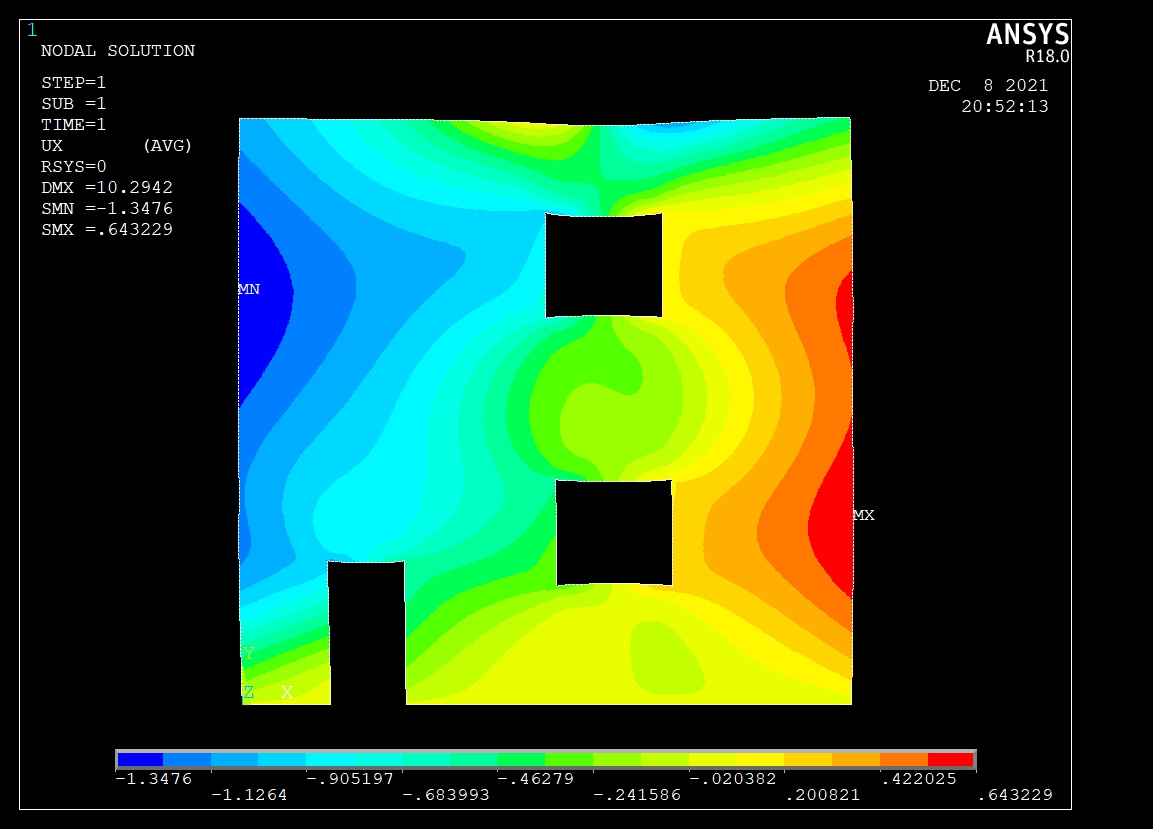 1
ANSYS
R18.0
NODAL SOLUTION
STEP=1
SUB =1
TIME=1
UX (AVG)
RSYS=0
DMX =10.2942
SMN =-1.3476
SMX =.643229
DEC 8 2021
20:52:13
MN
MX
Y
Z X
-1.3476 -.905197 -.46279 -.020382 .422025
-1.1264 -.683993 -.241586 .200821 .643229